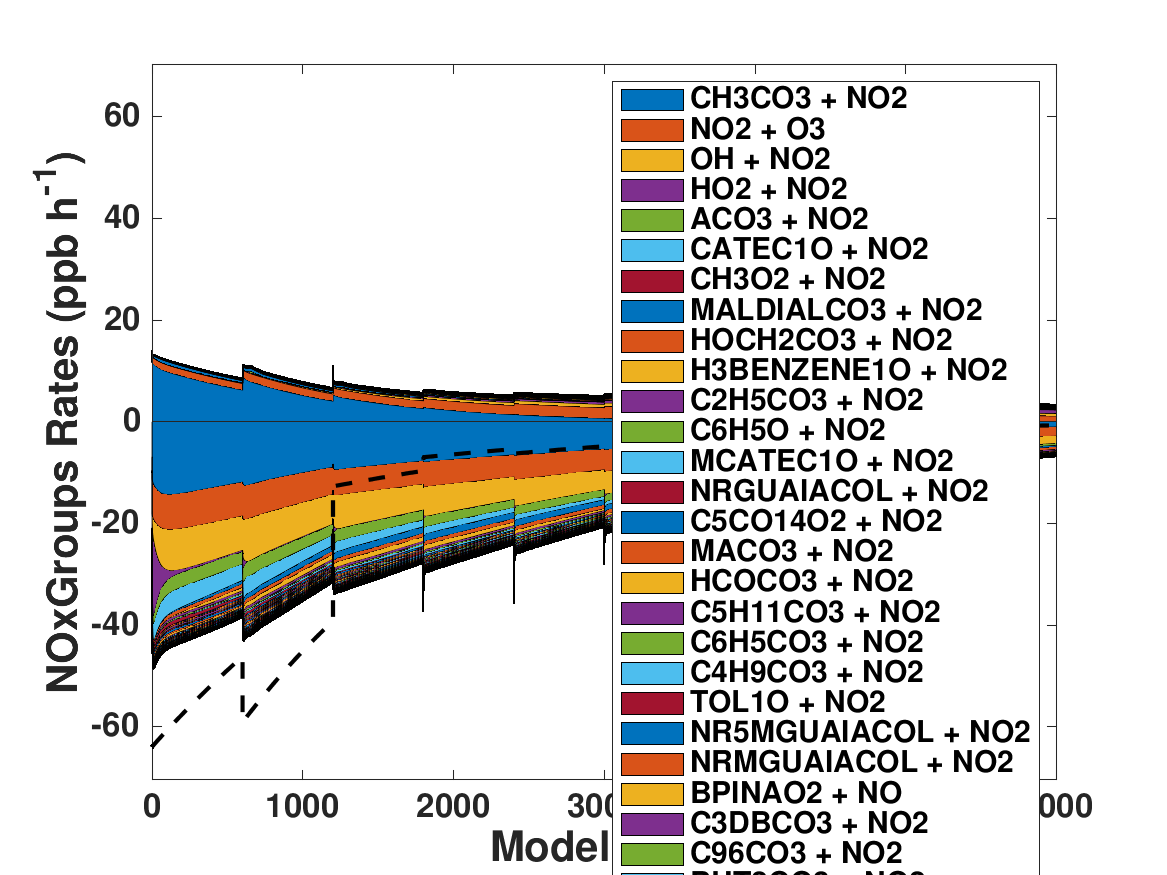 NOxGroups Rates (ppb h-1)
60
40
20
0
-20
-40
-60
0
1000
2000
300
000
Model
CH3CO3 + NO2
NO2 + O3
OH + NO2
HO2 + NO2
ACO3 + NO2
CATEC1O + NO2
CH3O2 + NO2
MALDIALCO3 + NO2
HOCH2CO3 + NO2
H3BENZENE1O + NO2
C2H5CO3 + NO2
C6H5O + NO2
MCATEC1O + NO2
NRGUAIACOL + NO2
C5CO14O2 + NO2
MACO3 + NO2
HCOCO3 + NO2
C5H11CO3 + NO2
C6H5CO3 + NO2
C4H9CO3 + NO2
TOL1O + NO2
NR5MGUAIACOL + NO2
NRMGUAIACOL + NO2
BPINAO2 + NO
C3DBCO3 + NO2
C96CO3 + NO2